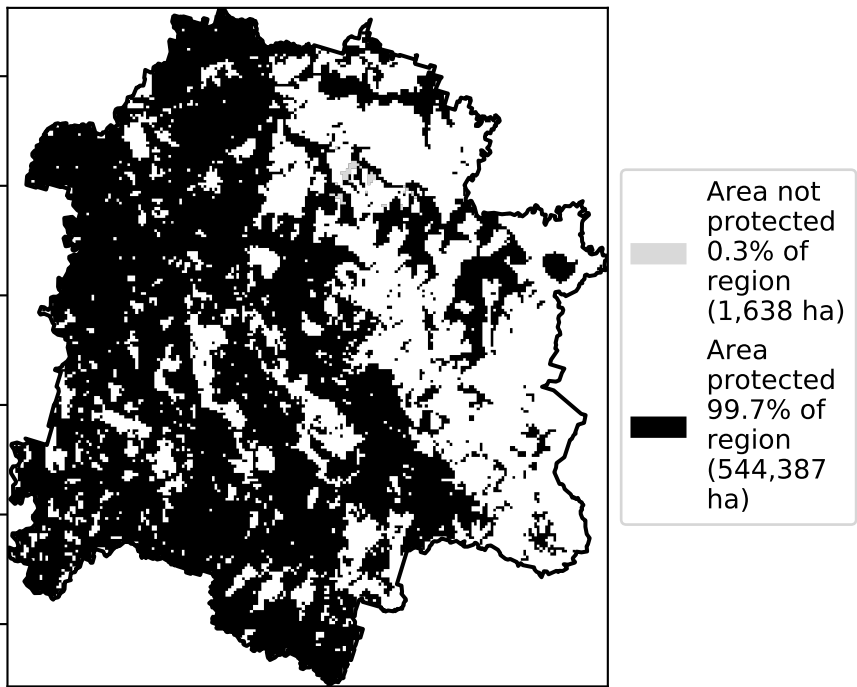 Area not
protected
0.3% of
region
(1,638 ha)
Area
protected
99.7% of
region
(544,387
ha)